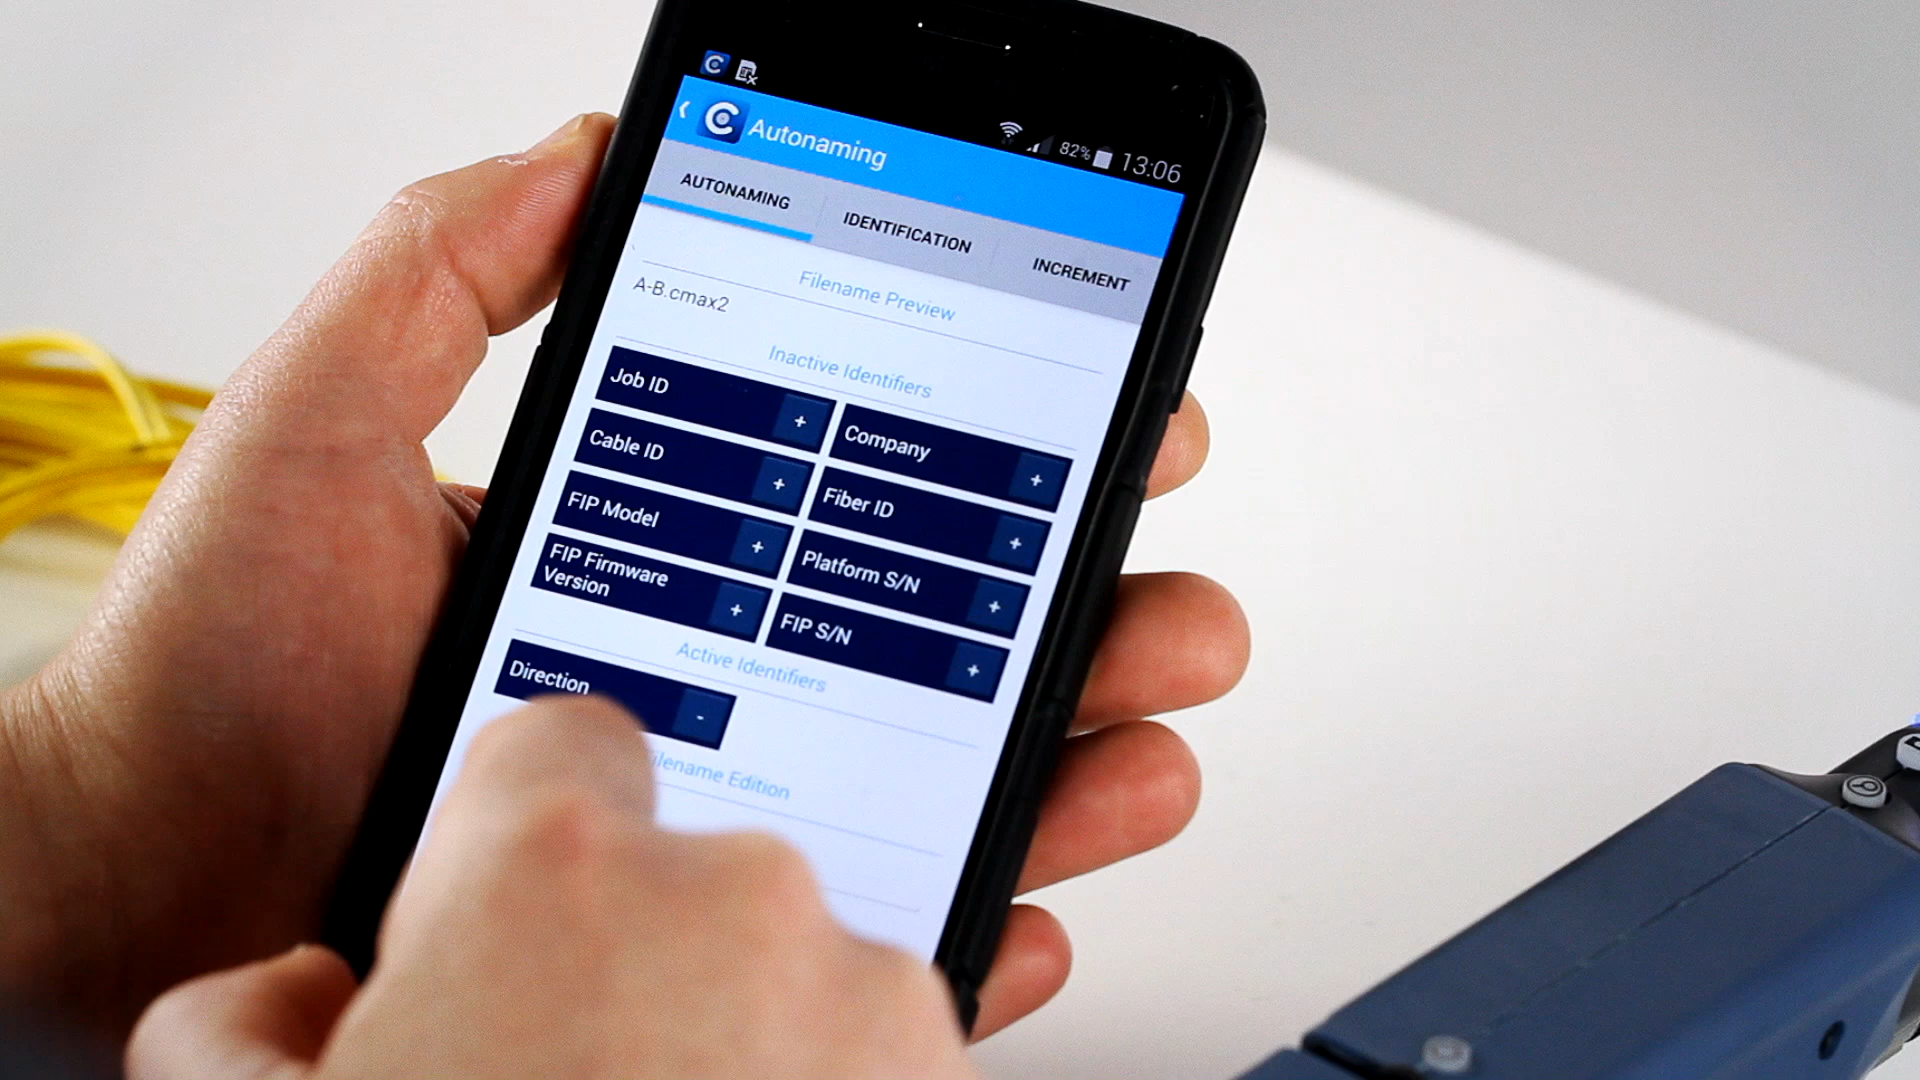 82% 13:06
Autonaming
AUTONAMING
IDENTIFICATION
INCREMENT
Filename Preview
A-B.cmax2
Inactive Identifiers
Job ID +
Company +
Cable ID +
Fiber ID +
FIP Model +
Platform S/N +
FIP Firmware
Version +
FIP S/N +
Active Identifiers
Direction -
ilename Edition